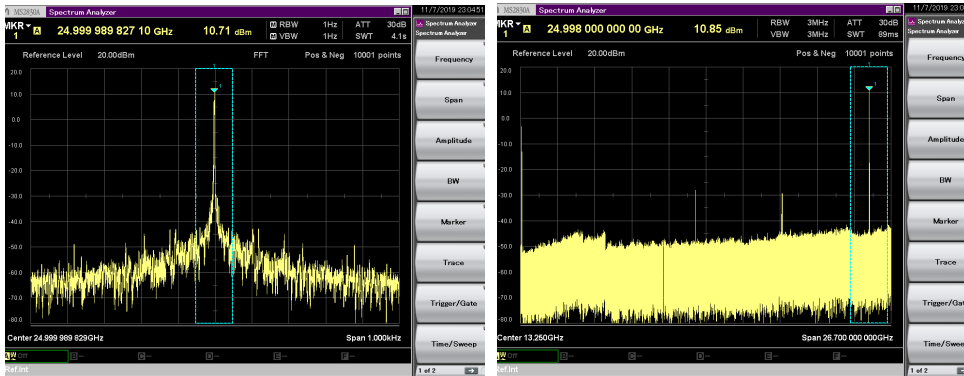 MS2830A Spectrum Analyzer
11/7/2019 23:04:51
MKR
1
A
24.999 989 827 10 GHz
10.71 dBm
RBW 1Hz
VBW 1Hz
ATT 30dB
SWT 4.1s
Spectrum Analyzer
Spectrum Analyzer
Reference Level 20.00dBm FFT Pos & Neg 10001 points
20.0
0.0
-10.0
-20.0
-30.0
-40.0
-50.0
-60.0
-70.0
-80.0
1
1
Center 24.999 989 829GHz Span 1.000kHz
Off
Ref.Int
Frequency
Span
Amplitude
BW
Marker
Trace
Trigger/Gate
Time/Sweep
1 of 2
MS2830A Spectrum Analyzer
11/7/2019 23:0
MKR
1
A
24.998 000 000 00 GHz
10.85 dBm
RBW 3MHz
VBW 3MHz
ATT 30dB
SWT 89ms
Spectrum Analyzer
Spectrum Analyzer
Reference Level 20.00dBm Pos & Neg 10001 points
20.0
0.0
-10.0
-20.0
-30.0
-40.0
-50.0
-60.0
-70.0
-80.0
1
1
Center 13.250GHz Span 26.700 000 000GHz
Off
Ref.Int
Frequency
Span
Amplitude
BW
Marker
Trace
Trigger/Gat
Time/Sweep
1 of 2